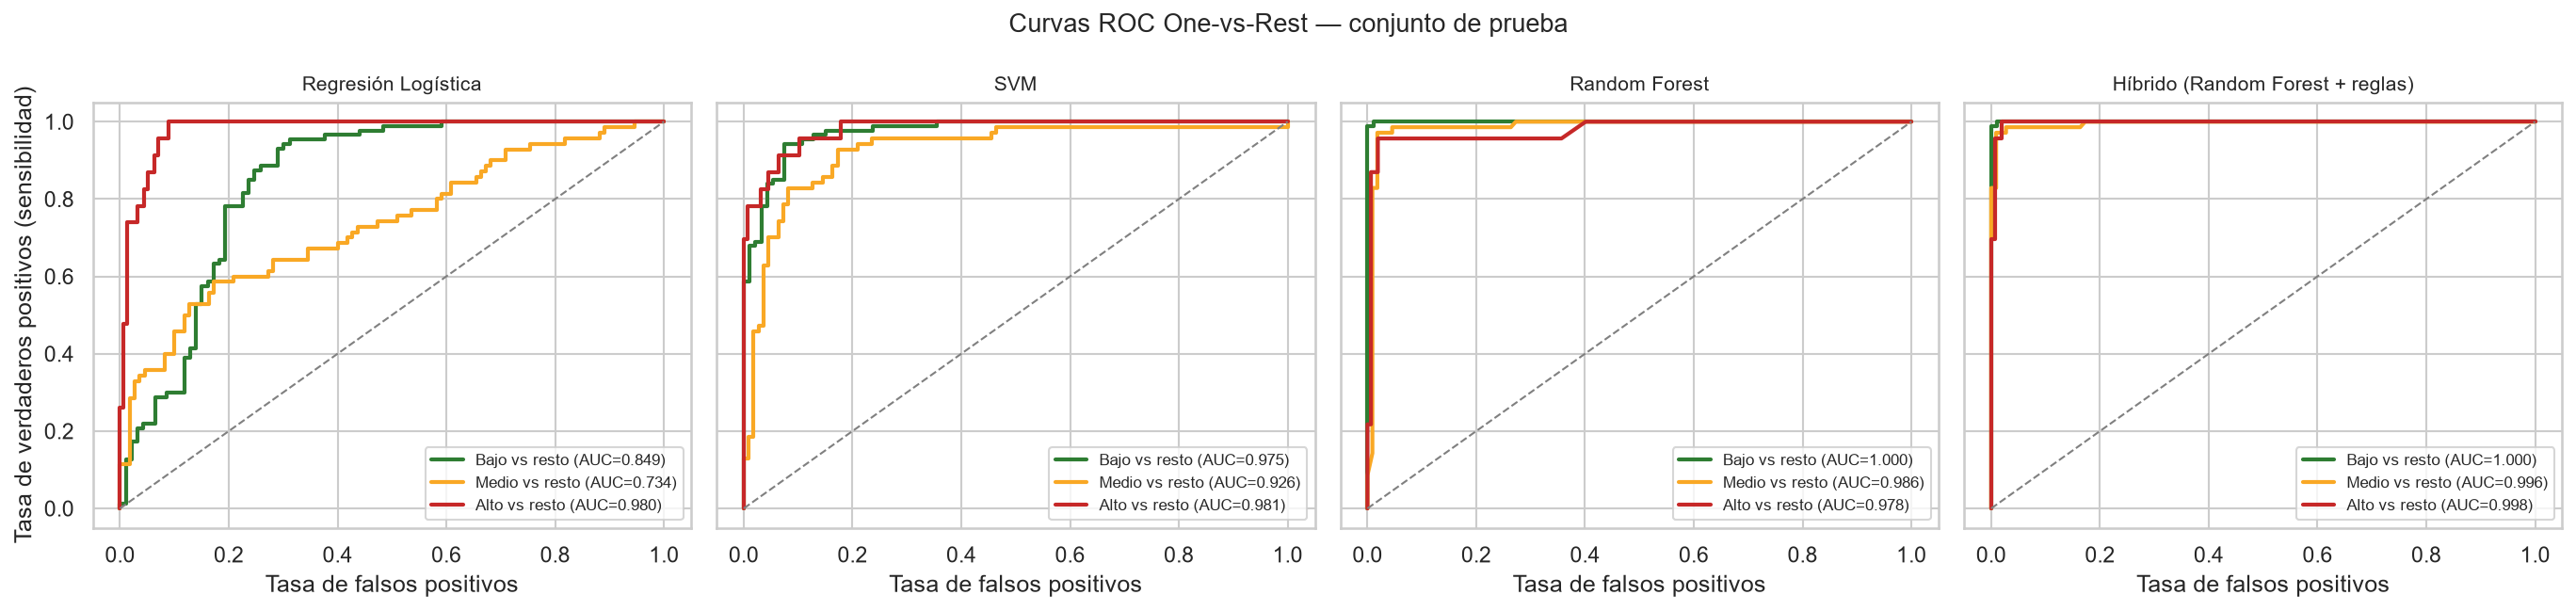 Curvas ROC One-vs-Rest — conjunto de prueba
Regresión Logística
Tasa de verdaderos positivos (sensibilidad)
1.0
0.8
0.6
0.4
0.2
0.0
Bajo vs resto (AUC=0.849)
Medio vs resto (AUC=0.734)
Alto vs resto (AUC=0.980)
0.0 0.2 0.4 0.6 0.8 1.0
Tasa de falsos positivos
SVM
Bajo vs resto (AUC=0.975)
Medio vs resto (AUC=0.926)
Alto vs resto (AUC=0.981)
0.0 0.2 0.4 0.6 0.8 1.0
Tasa de falsos positivos
Random Forest
Bajo vs resto (AUC=1.000)
Medio vs resto (AUC=0.986)
Alto vs resto (AUC=0.978)
0.0 0.2 0.4 0.6 0.8 1.0
Tasa de falsos positivos
Híbrido (Random Forest + reglas)
Bajo vs resto (AUC=1.000)
Medio vs resto (AUC=0.996)
Alto vs resto (AUC=0.998)
0.0 0.2 0.4 0.6 0.8 1.0
Tasa de falsos positivos